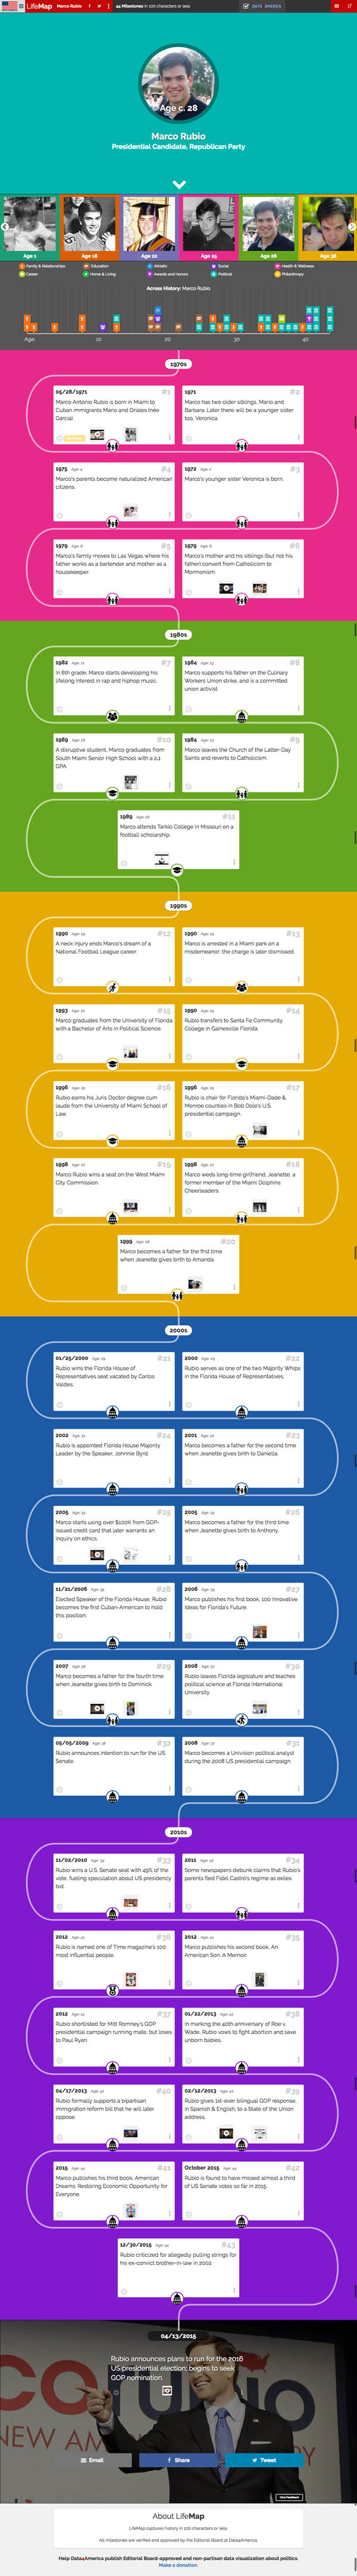 LifeMap Marco Rubio 44 Milestones in 100 characters or less DATA AMERICA
Age c. 28
Marco Rubio
Presidential Candidate, Republican Party
Age 1 Age 18 Age 22 Age 25 Age 28 Age 36
Family & Relationships Education Athletic Social Health & Wellness
Career Home & Living Awards and Honors Political Philanthropy
Across History: Marco Rubio
Age 10 20 30 40
1970s
05/28/1971 #1
Marco Antonio Rubio is born in Miami to
Cuban immigrants Mario and Oriales (née
Garcia).
1971 #2
Marco has two older siblings, Mario and
Barbara. Later there will be a younger sister
too, Veronica.
1975 Age 4 #4
Marco's parents become naturalized American
citizens.
1972 Age 1 #3
Marco's younger sister Veronica is born.
1979 Age 8 #5
Marco's family moves to Las Vegas where his
father works as a bartender and mother as a
housekeeper.
1979 Age 8 #6
Marco's mother and his siblings (but not his
father) convert from Catholicism to
Mormonism.
1980s
1982 Age 11 #7
In 6th grade, Marco starts developing his
lifelong interest in rap and hiphop music.
1984 Age 13 #8
Marco supports his father on the Culinary
Workers Union strike, and is a committed
union activist
1989 Age 18 #10
A disruptive student, Marco graduates from
South Miami Senior High School with a 2.1
GPA.
1984 Age 13 #9
Marco leaves the Church of the Latter-Day
Saints and reverts to Catholicism.
1989 Age 18 #11
Marco attends Tarkio College in Missouri on a
football scholarship.
1990s
1990 Age 19 #12
A neck injury ends Marco's dream of a
National Football League career.
1990 Age 19 #13
Marco is arrested in a Miami park on a
misdemeanor; the charge is later dismissed.
1993 Age 22 #15
Marco graduates from the University of Florida
with a Bachelor of Arts in Political Science.
1990 Age 19 #14
Rubio transfers to Santa Fe Community
College in Gainesville Florida.
1996 Age 25 #16
Rubio earns his Juris Doctor degree cum
laude from the University of Miami School of
Law.
1996 Age 25 #17
Rubio is chair for Florida's Miami-Dade &
Monroe counties in Bob Dole's U.S.
presidential campaign.
1998 Age 27 #19
Marco Rubio wins a seat on the West Miami
City Commission.
1998 Age 27 #18
Marco weds long-time girlfriend, Jeanette, a
former member of the Miami Dolphins
Cheerleaders.
1999 Age 28 #20
Marco becomes a father for the first time
when Jeanette gives birth to Amanda.
2000s
01/25/2000 Age 29 #21
Rubio wins the Florida House of
Representatives seat vacated by Carlos
Valdes.
2000 Age 29 #22
Rubio serves as one of the two Majority Whips
in the Florida House of Representatives.
2002 Age 31 #24
Rubio is appointed Florida House Majority
Leader by the Speaker, Johnnie Byrd.
2001 Age 30 #23
Marco becomes a father for the second time
when Jeanette gives birth to Daniella.
2005 Age 34 #25
Marco starts using over $100K from GOP-
issued credit card that later warrants an
inquiry on ethics.
2005 Age 34 #26
Marco becomes a father for the third time
when Jeanette gives birth to Anthony.
11/21/2006 Age 35 #28
Elected Speaker of the Florida House, Rubio
becomes the first Cuban-American to hold
this position.
2006 Age 35 #27
Marco publishes his first book, 100 Innovative
Ideas for Florida's Future.
2007 Age 36 #29
Marco becomes a father for the fourth time
when Jeanette gives birth to Dominick.
2008 Age 37 #30
Rubio leaves Florida legislature and teaches
political science at Florida International
University.
05/05/2009 Age 38 #32
Rubio announces intention to run for the US
Senate.
2008 Age 37 #31
Marco becomes a Univision political analyst
during the 2008 US presidential campaign
2010s
11/02/2010 Age 39 #33
Rubio wins a U.S. Senate seat with 49% of the
vote, fueling speculation about US presidency
bid.
2011 Age 40 #34
Some newspapers debunk claims that Rubio's
parents fled Fidel Castro's regime as exiles.
2012 Age 41 #36
Rubio is named one of Time magazine's 100
most influential people.
2012 Age 41 #35
Marco publishes his second book, An
American Son: A Memoir.
2012 Age 41 #37
Rubio shortlisted for Mitt Romney's GOP
presidential campaign running mate, but loses
to Paul Ryan.
01/22/2013 Age 42 #38
In marking the 40th anniversary of Roe v.
Wade, Rubio vows to fight abortion and save
unborn babies.
04/17/2013 Age 42 #40
Rubio formally supports a bipartisan
immigration reform bill that he will later
oppose.
02/12/2013 Age 42 #39
Rubio gives 1st-ever bilingual GOP response,
in Spanish & English, to a State of the Union
address.
2015 Age 44 #41
Marco publishes his third book, American
Dreams: Restoring Economic Opportunity for
Everyone.
October 2015 Age 44 #42
Rubio is found to have missed almost a third
of US Senate votes so far in 2015.
12/30/2015 Age 44 #43
Rubio criticized for allegedly pulling strings for
his ex-convict brother-in-law in 2002.
04/13/2015
Rubio announces plans to run for the 2016
US presidential election; begins to seek
GOP nomination.
Email Share Tweet
Give Feedback
About LifeMap
LifeMap captures history in 100 characters or less.
All milestones are verified and approved by the Editorial Board at Data4America.
Help Data4America publish Editorial Board-approved and non-partisan data visualization about politics.
Make a donation.